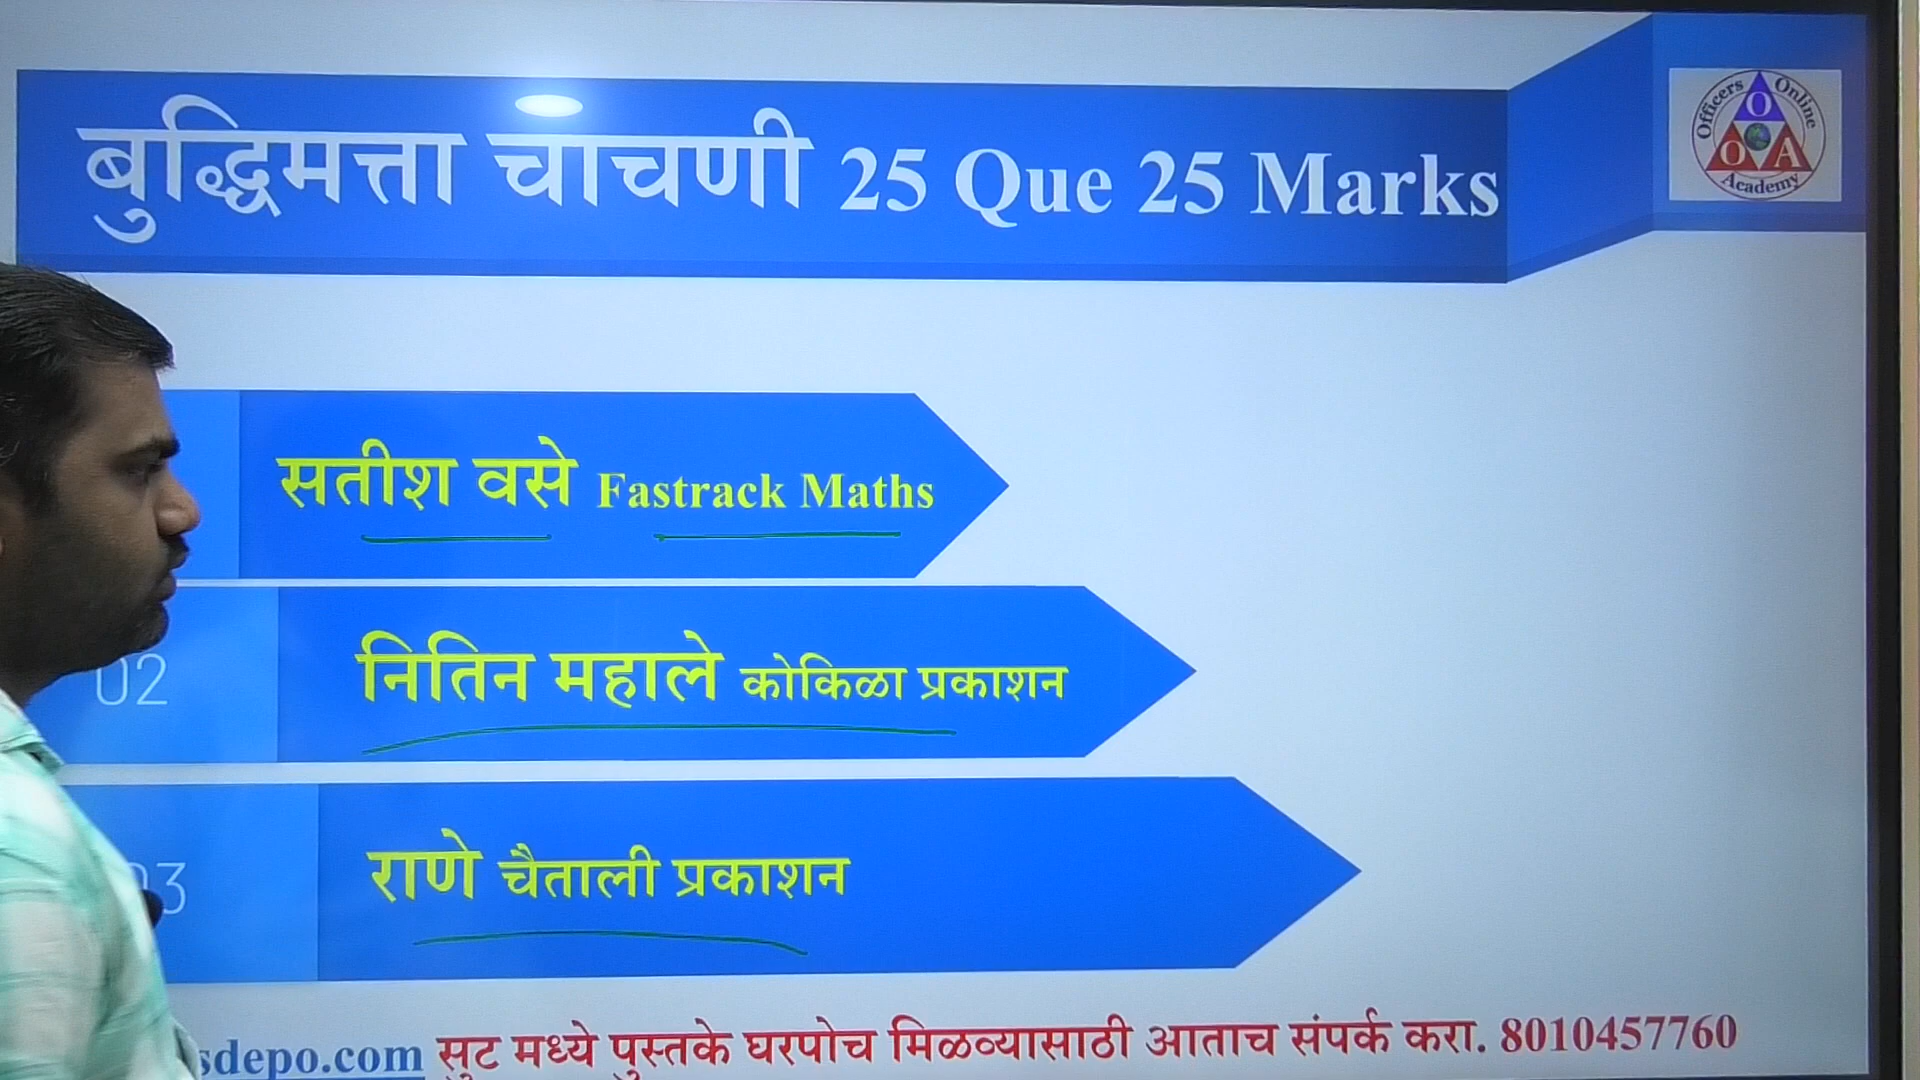 बुद्धिमत्ता चाचणी 25 Que 25 Marks
Officers Online
O
O A
Academy
सतीश वसे Fastrack Maths
02
नितिन महाले कोकिळा प्रकाशन
03
राणे चैताली प्रकाशन
sdepo.com सुट मध्ये पुस्तके घरपोच मिळव्यासाठी आताच संपर्क करा. 8010457760